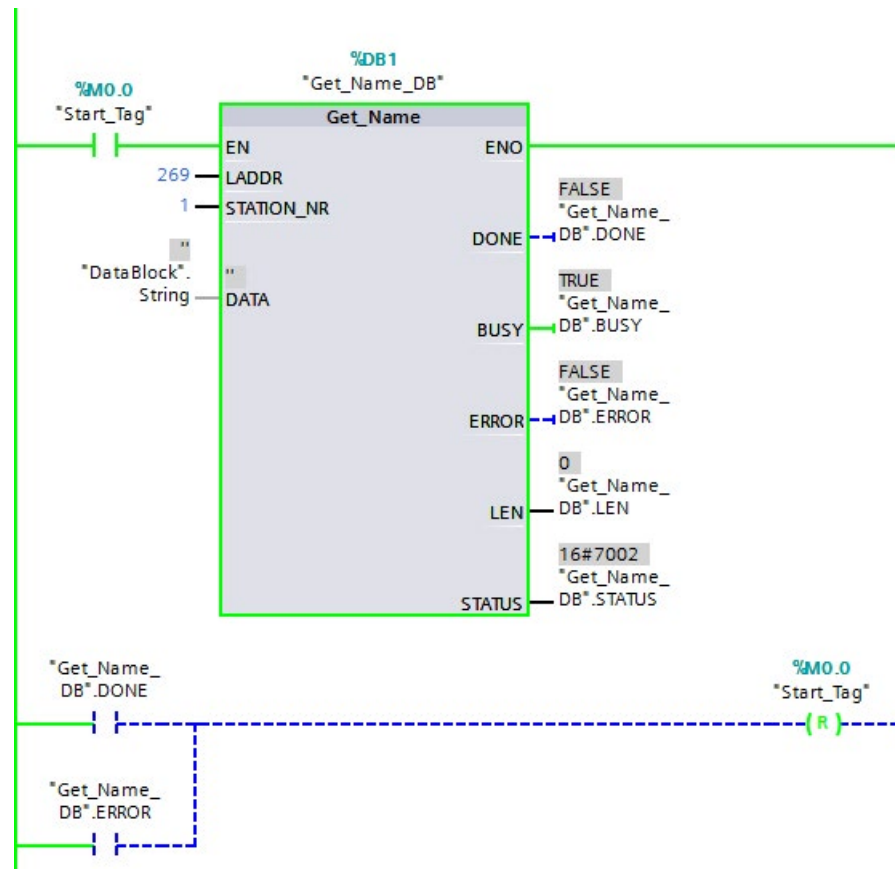 %DB1
"Get_Name_DB"
%M0.0
"Start_Tag"
Get_Name
EN
ENO
269
LADDR
1
STATION_NR
FALSE
"Get_Name_
DB".DONE
DONE
''
"DataBlock".
String
''
DATA
TRUE
"Get_Name_
DB".BUSY
BUSY
FALSE
"Get_Name_
DB".ERROR
ERROR
0
"Get_Name_
DB".LEN
LEN
16#7002
"Get_Name_
DB".STATUS
STATUS
"Get_Name_
DB".DONE
%M0.0
"Start_Tag"
R
"Get_Name_
DB".ERROR